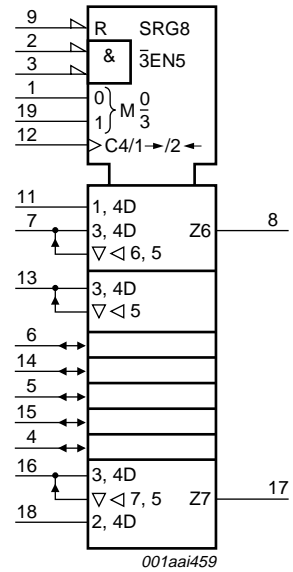 9 R SRG8
2 & 3̅EN5
3
1 0 } M 0/3
19 1
12 C4/1→/2←
11 1, 4D
7 3, 4D Z6 8
▽ ◁ 6, 5
13 3, 4D
▽ ◁ 5
6
14
5
15
4
16 3, 4D
▽ ◁ 7, 5 Z7 17
18 2, 4D
001aai459